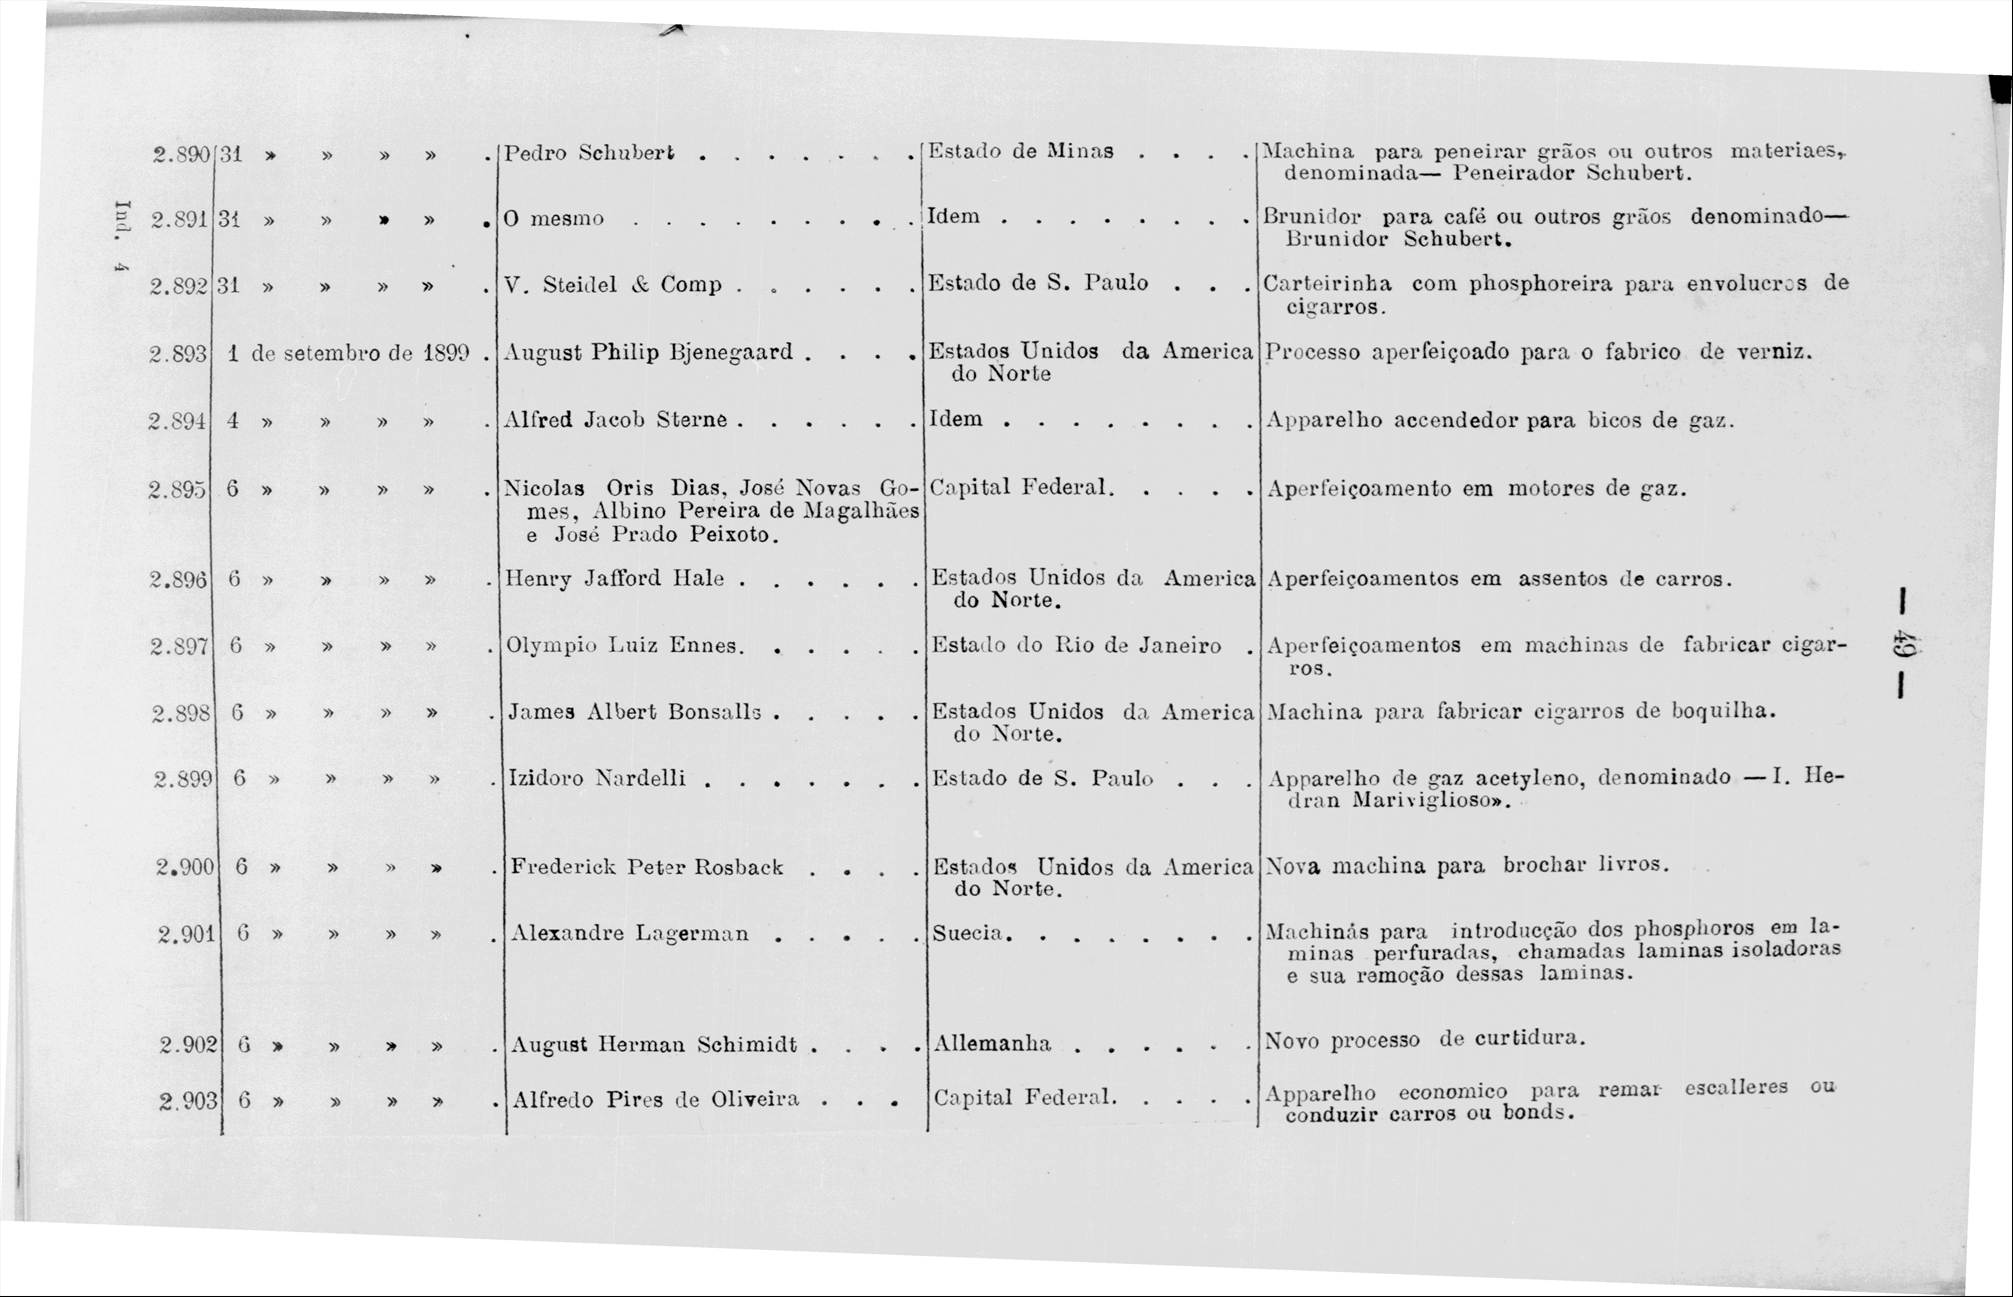 2.890 31 » » » » . Pedro Schubert . . . . . . . Estado de Minas . . . . Machina para peneirar grãos ou outros materiaes,
denominada— Peneirador Schubert.
Ind. 4
2.891 31 » » » » . O mesmo . . . . . . . . . Idem . . . . . . . . Brunidor para café ou outros grãos denominado—
Brunidor Schubert.
2.892 31 » » » » . V. Steidel & Comp . . . . . . Estado de S. Paulo . . . Carteirinha com phosphoreira para envolucros de
cigarros.
2.893 1 de setembro de 1899 . August Philip Bjenegaard . . . . Estados Unidos da America Processo aperfeiçoado para o fabrico de verniz.
do Norte
2.894 4 » » » » . Alfred Jacob Sterne . . . . . . Idem . . . . . . . . Apparelho accendedor para bicos de gaz.
2.895 6 » » » » . Nicolas Oris Dias, José Novas Go- Capital Federal. . . . . Aperfeiçoamento em motores de gaz.
mes, Albino Pereira de Magalhães
e José Prado Peixoto.
2.896 6 » » » » . Henry Jafford Hale . . . . . . Estados Unidos da America Aperfeiçoamentos em assentos de carros.
do Norte.
2.897 6 » » » » . Olympio Luiz Ennes. . . . . . Estado do Rio de Janeiro . Aperfeiçoamentos em machinas de fabricar cigar-
ros.
— 49 —
2.898 6 » » » » . James Albert Bonsalls . . . . . Estados Unidos da America Machina para fabricar cigarros de boquilha.
do Norte.
2.899 6 » » » » . Izidoro Nardelli . . . . . . . Estado de S. Paulo . . . Apparelho de gaz acetyleno, denominado — I. He-
dran Mariviglioso».
2.900 6 » » » » . Frederick Peter Rosback . . . . Estados Unidos da America Nova machina para brochar livros.
do Norte.
2.901 6 » » » » . Alexandre Lagerman . . . . . Suecia. . . . . . . . Machinás para introducção dos phosphoros em la-
minas perfuradas, chamadas laminas isoladoras
e sua remoção dessas laminas.
2.902 6 » » » » . August Herman Schimidt . . . . Allemanha . . . . . . Novo processo de curtidura.
2.903 6 » » » » . Alfredo Pires de Oliveira . . . Capital Federal. . . . . Apparelho economico para remar escalleres ou
conduzir carros ou bonds.